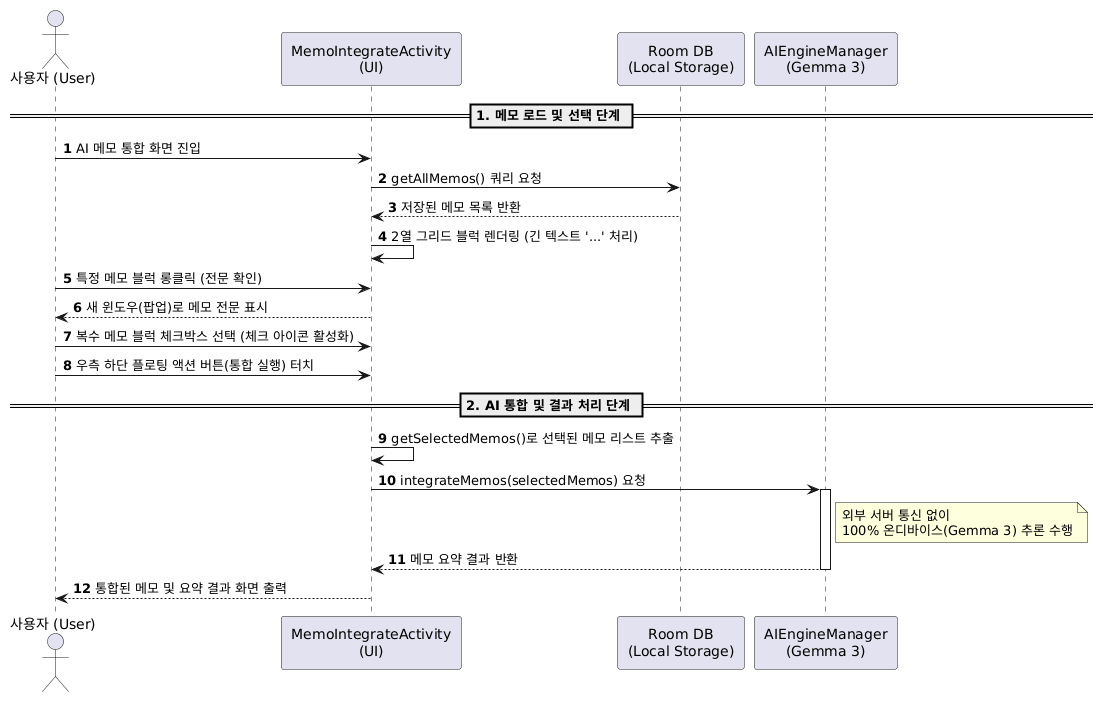 사용자 (User)
MemoIntegrateActivity
(UI)
Room DB
(Local Storage)
AIEngineManager
(Gemma 3)
1. 메모 로드 및 선택 단계
1 AI 메모 통합 화면 진입
2 getAllMemos() 쿼리 요청
3 저장된 메모 목록 반환
4 2열 그리드 블럭 렌더링 (긴 텍스트 '...' 처리)
5 특정 메모 블럭 롱클릭 (전문 확인)
6 새 윈도우(팝업)로 메모 전문 표시
7 복수 메모 블럭 체크박스 선택 (체크 아이콘 활성화)
8 우측 하단 플로팅 액션 버튼(통합 실행) 터치
2. AI 통합 및 결과 처리 단계
9 getSelectedMemos()로 선택된 메모 리스트 추출
10 integrateMemos(selectedMemos) 요청
외부 서버 통신 없이
100% 온디바이스(Gemma 3) 추론 수행
11 메모 요약 결과 반환
12 통합된 메모 및 요약 결과 화면 출력
사용자 (User)
MemoIntegrateActivity
(UI)
Room DB
(Local Storage)
AIEngineManager
(Gemma 3)